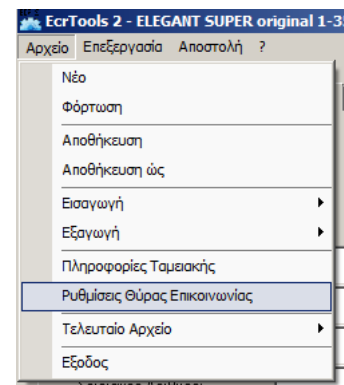 EcrTools 2 - ELEGANT SUPER original 1-3
Αρχείο Επεξεργασία Αποστολή ?
Νέο
Φόρτωση
Αποθήκευση
Αποθήκευση ώς
Εισαγωγή
Εξαγωγή
Πληροφορίες Ταμειακής
Ρυθμίσεις Θύρας Επικοινωνίας
Τελευταίο Αρχείο
Εξοδος